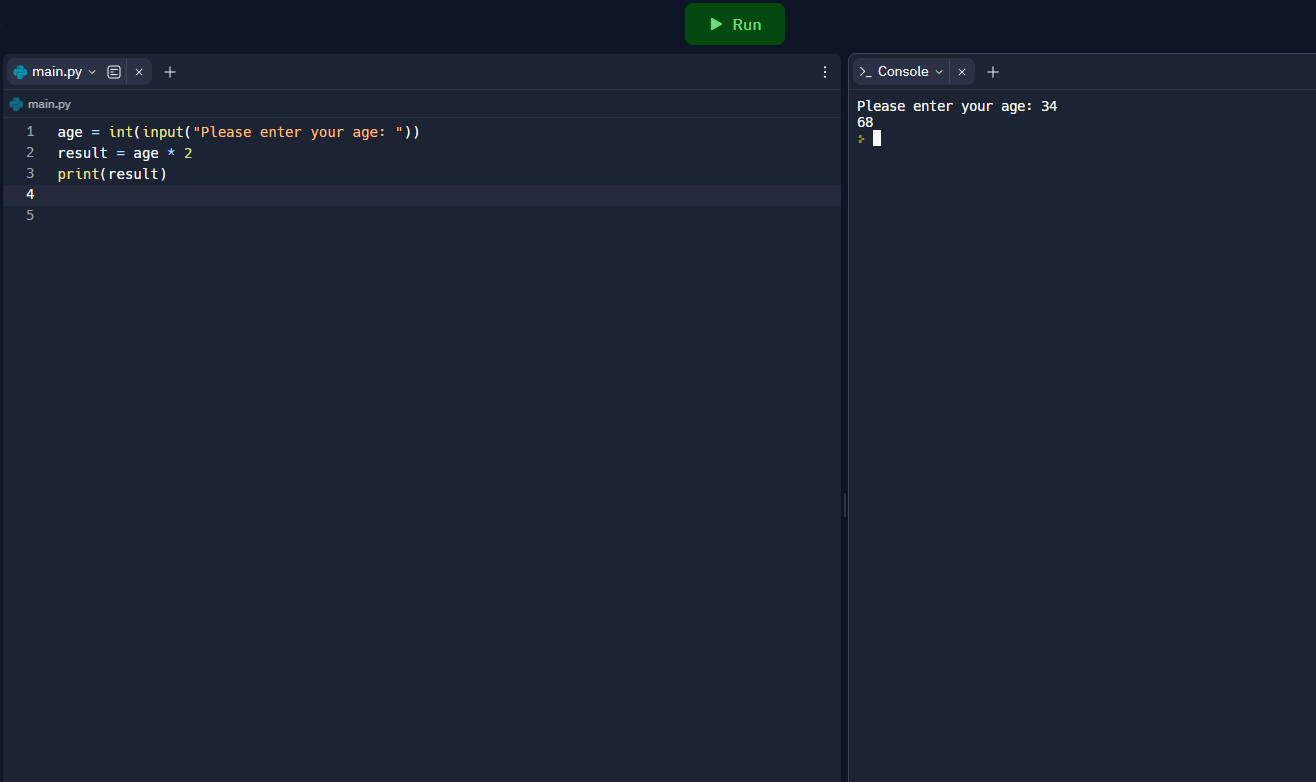 Run
main.py
main.py
1 age = int(input("Please enter your age: "))
2 result = age * 2
3 print(result)
4
5
Console
Please enter your age: 34
68